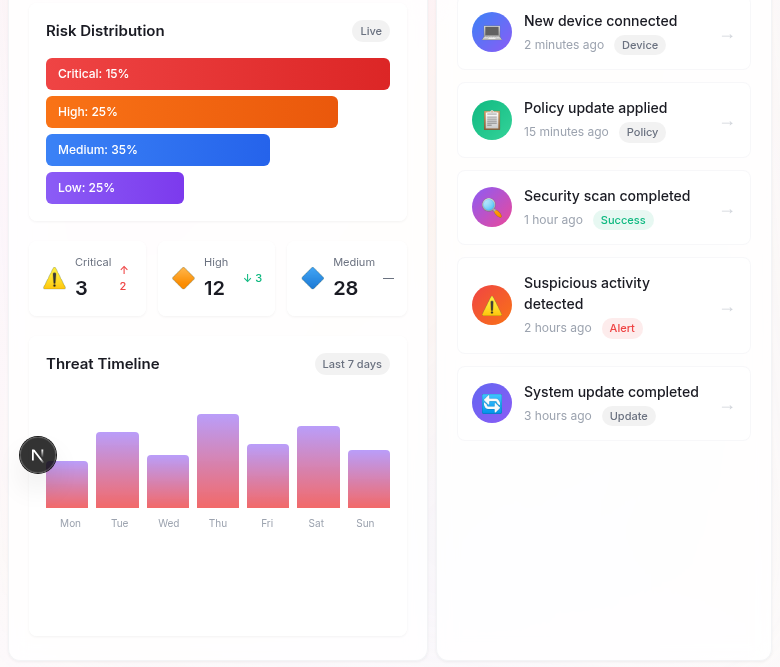 Risk Distribution
Live
Critical: 15%
High: 25%
Medium: 35%
Low: 25%
Critical
3
↑
2
High
12
↓ 3
Medium
28
—
Threat Timeline
Last 7 days
N
Mon Tue Wed Thu Fri Sat Sun
New device connected
2 minutes ago Device
→
Policy update applied
15 minutes ago Policy
→
Security scan completed
1 hour ago Success
→
Suspicious activity
detected
2 hours ago Alert
→
System update completed
3 hours ago Update
→